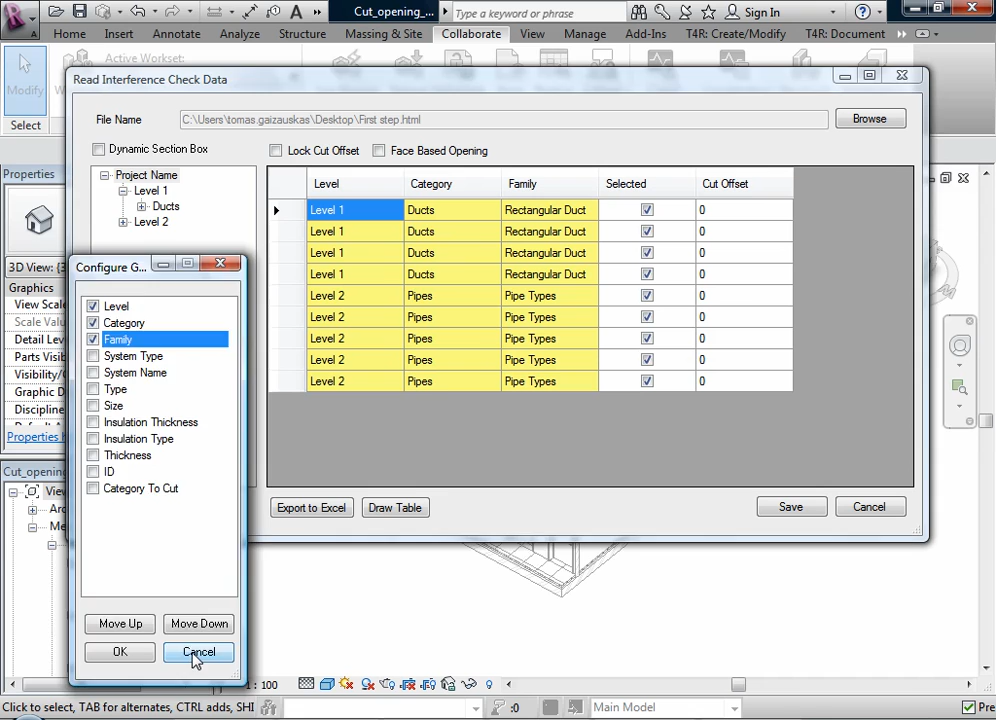 Cut_opening_...
Type a keyword or phrase
Sign In
Home Insert Annotate Analyze Structure Massing & Site Collaborate View Manage Add-Ins T4R: Create/Modify T4R: Document
Active Workset:
Modify
Select
Read Interference Check Data
File Name C:\Users\tomas.gaizauskas\Desktop\First step.html Browse
Dynamic Section Box Lock Cut Offset Face Based Opening
Properties
Project Name
Level 1
Ducts
Level 2
Level Category Family Selected Cut Offset
Level 1 Ducts Rectangular Duct 0
Level 1 Ducts Rectangular Duct 0
Level 1 Ducts Rectangular Duct 0
Level 1 Ducts Rectangular Duct 0
Level 2 Pipes Pipe Types 0
Level 2 Pipes Pipe Types 0
Level 2 Pipes Pipe Types 0
Level 2 Pipes Pipe Types 0
Level 2 Pipes Pipe Types 0
Export to Excel Draw Table Save Cancel
3D View: {3
Graphics
View Scale
Scale Valu
Detail Lev
Parts Visib
Visibility/
Graphic D
Discipline
Properties h
Cut_opening
View
Configure G...
Level
Category
Family
System Type
System Name
Type
Size
Insulation Thickness
Insulation Type
Thickness
ID
Category To Cut
Move Up Move Down
OK Cancel
1 : 100
Click to select, TAB for alternates, CTRL adds, SHI :0 Main Model Pre